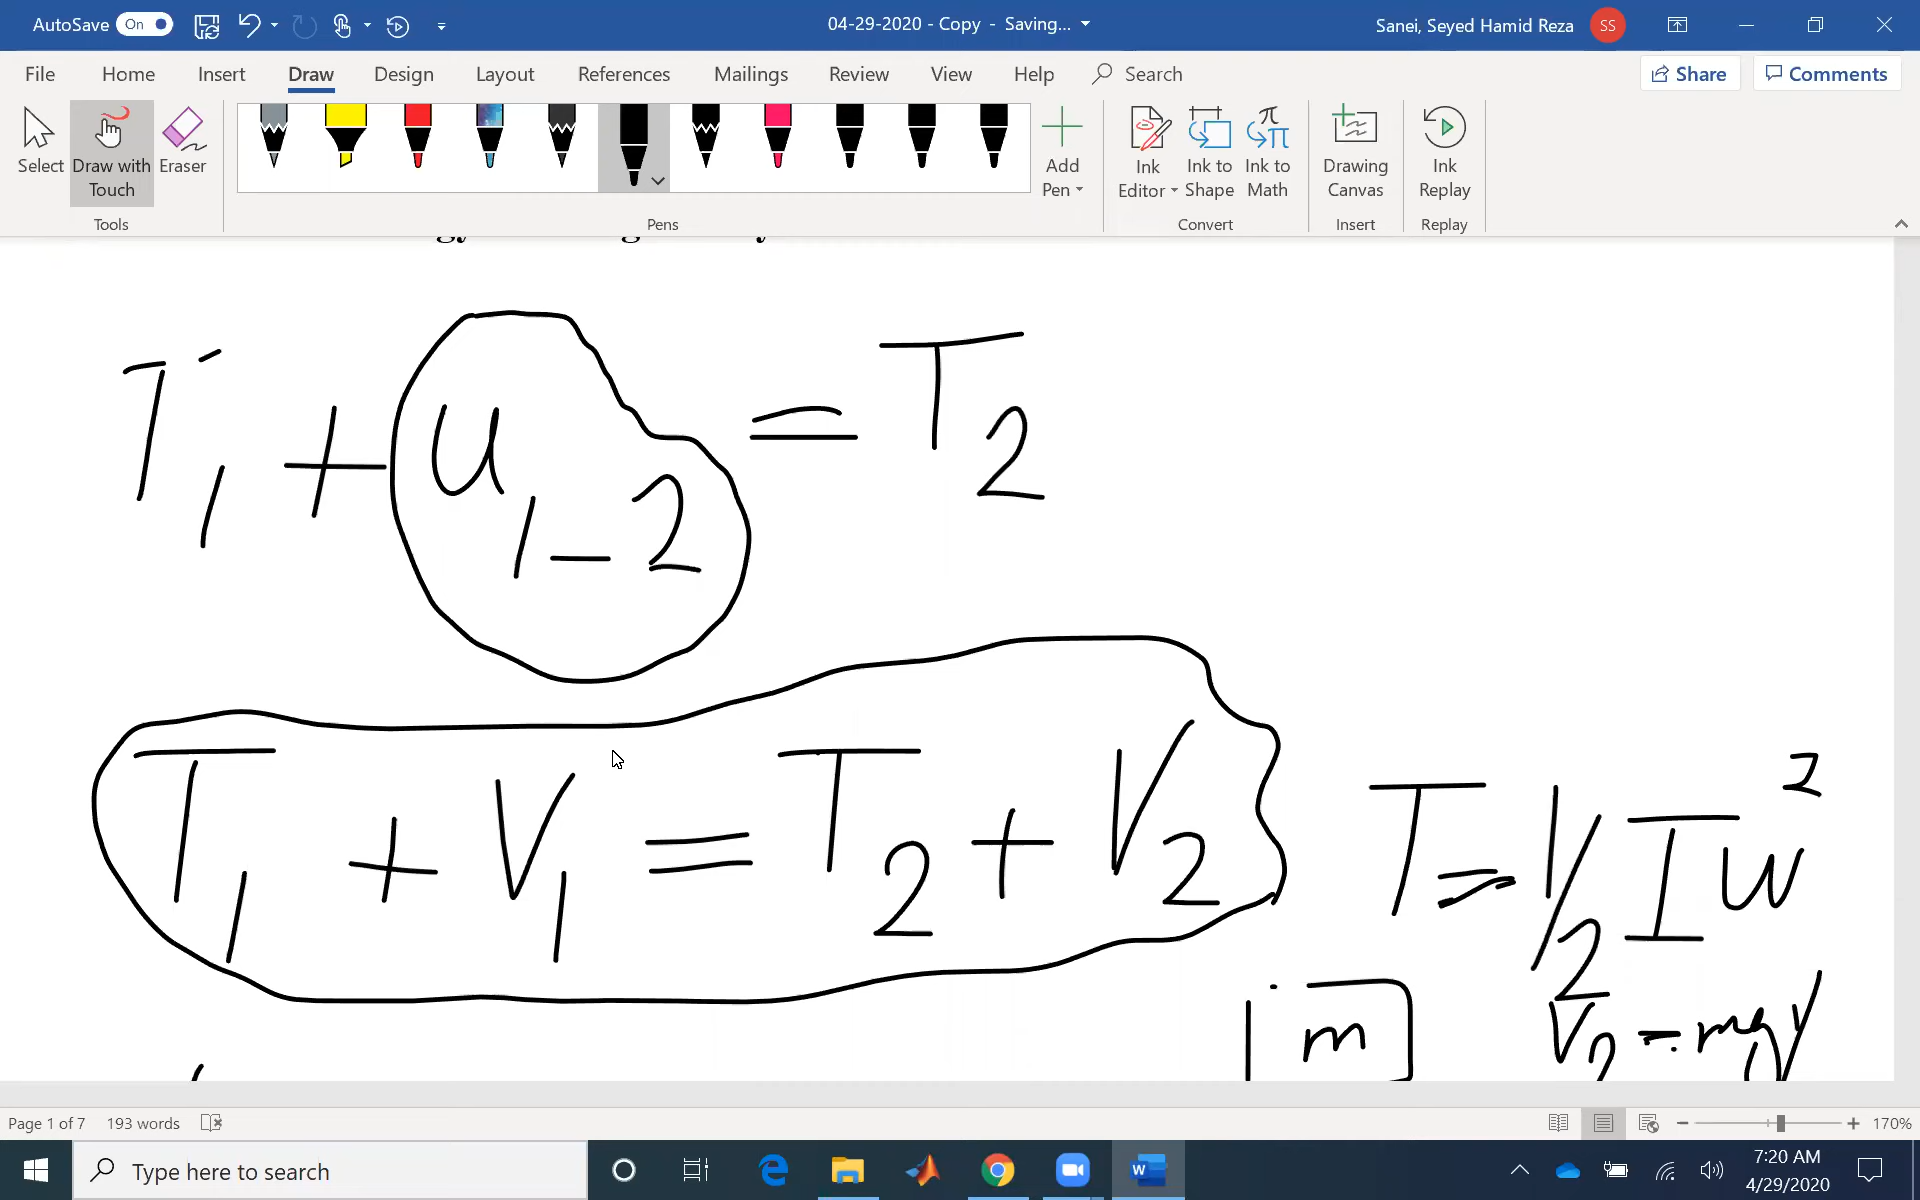 AutoSave On 04-29-2020 - Copy - Saving... Sanei, Seyed Hamid Reza SS
File Home Insert Draw Design Layout References Mailings Review View Help Search Share Comments
Select Draw with Touch Eraser Add Pen Ink Editor Ink to Shape Ink to Math Drawing Canvas Ink Replay
Tools Pens Convert Insert Replay
T₁ + U₁₋₂ = T₂
T₁ + V₁ = T₂ + V₂ T = 1/2 I ω²
m V₂ = mgy
Page 1 of 7 193 words 170%
Type here to search 7:20 AM
4/29/2020